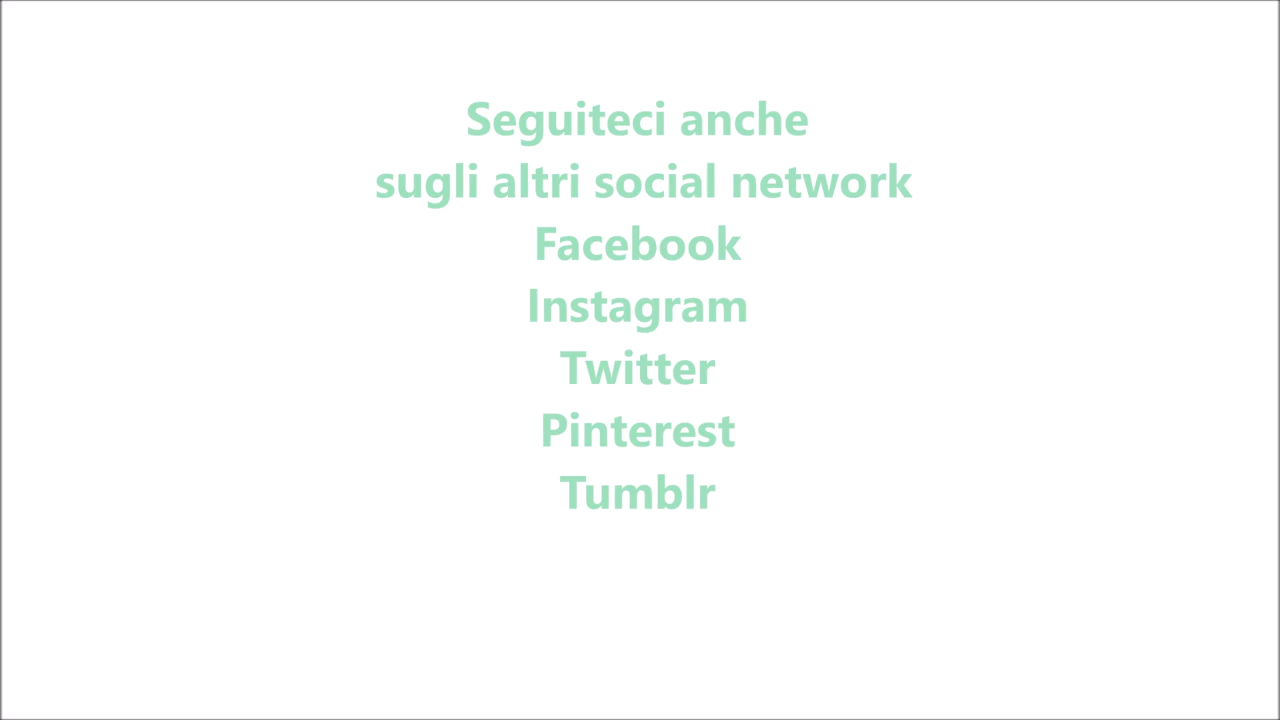 Seguiteci anche
sugli altri social network
Facebook
Instagram
Twitter
Pinterest
Tumblr